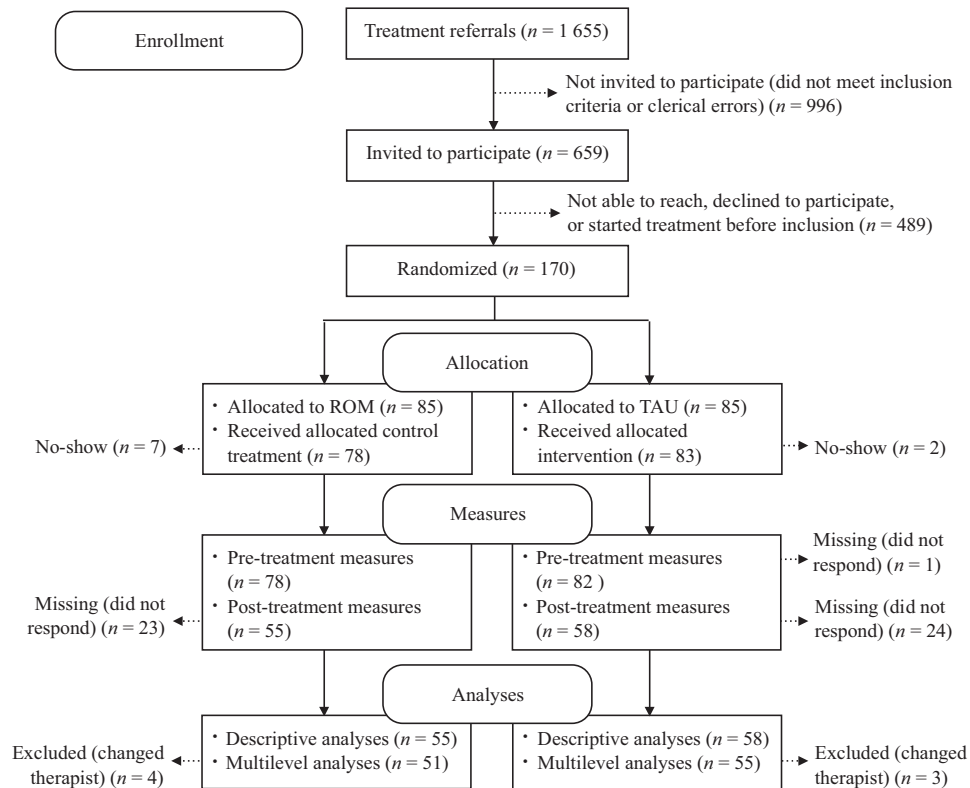 Enrollment
Treatment referrals (n = 1 655)
Not invited to participate (did not meet inclusion
criteria or clerical errors) (n = 996)
Invited to participate (n = 659)
Not able to reach, declined to participate,
or started treatment before inclusion (n = 489)
Randomized (n = 170)
Allocation
· Allocated to ROM (n = 85)
· Received allocated control
treatment (n = 78)
No-show (n = 7)
· Allocated to TAU (n = 85)
· Received allocated
intervention (n = 83)
No-show (n = 2)
Measures
· Pre-treatment measures
(n = 78)
· Post-treatment measures
(n = 55)
Missing (did not
respond) (n = 23)
· Pre-treatment measures
(n = 82 )
· Post-treatment measures
(n = 58)
Missing (did not
respond) (n = 1)
Missing (did not
respond) (n = 24)
Analyses
· Descriptive analyses (n = 55)
· Multilevel analyses (n = 51)
Excluded (changed
therapist) (n = 4)
· Descriptive analyses (n = 58)
· Multilevel analyses (n = 55)
Excluded (changed
therapist) (n = 3)